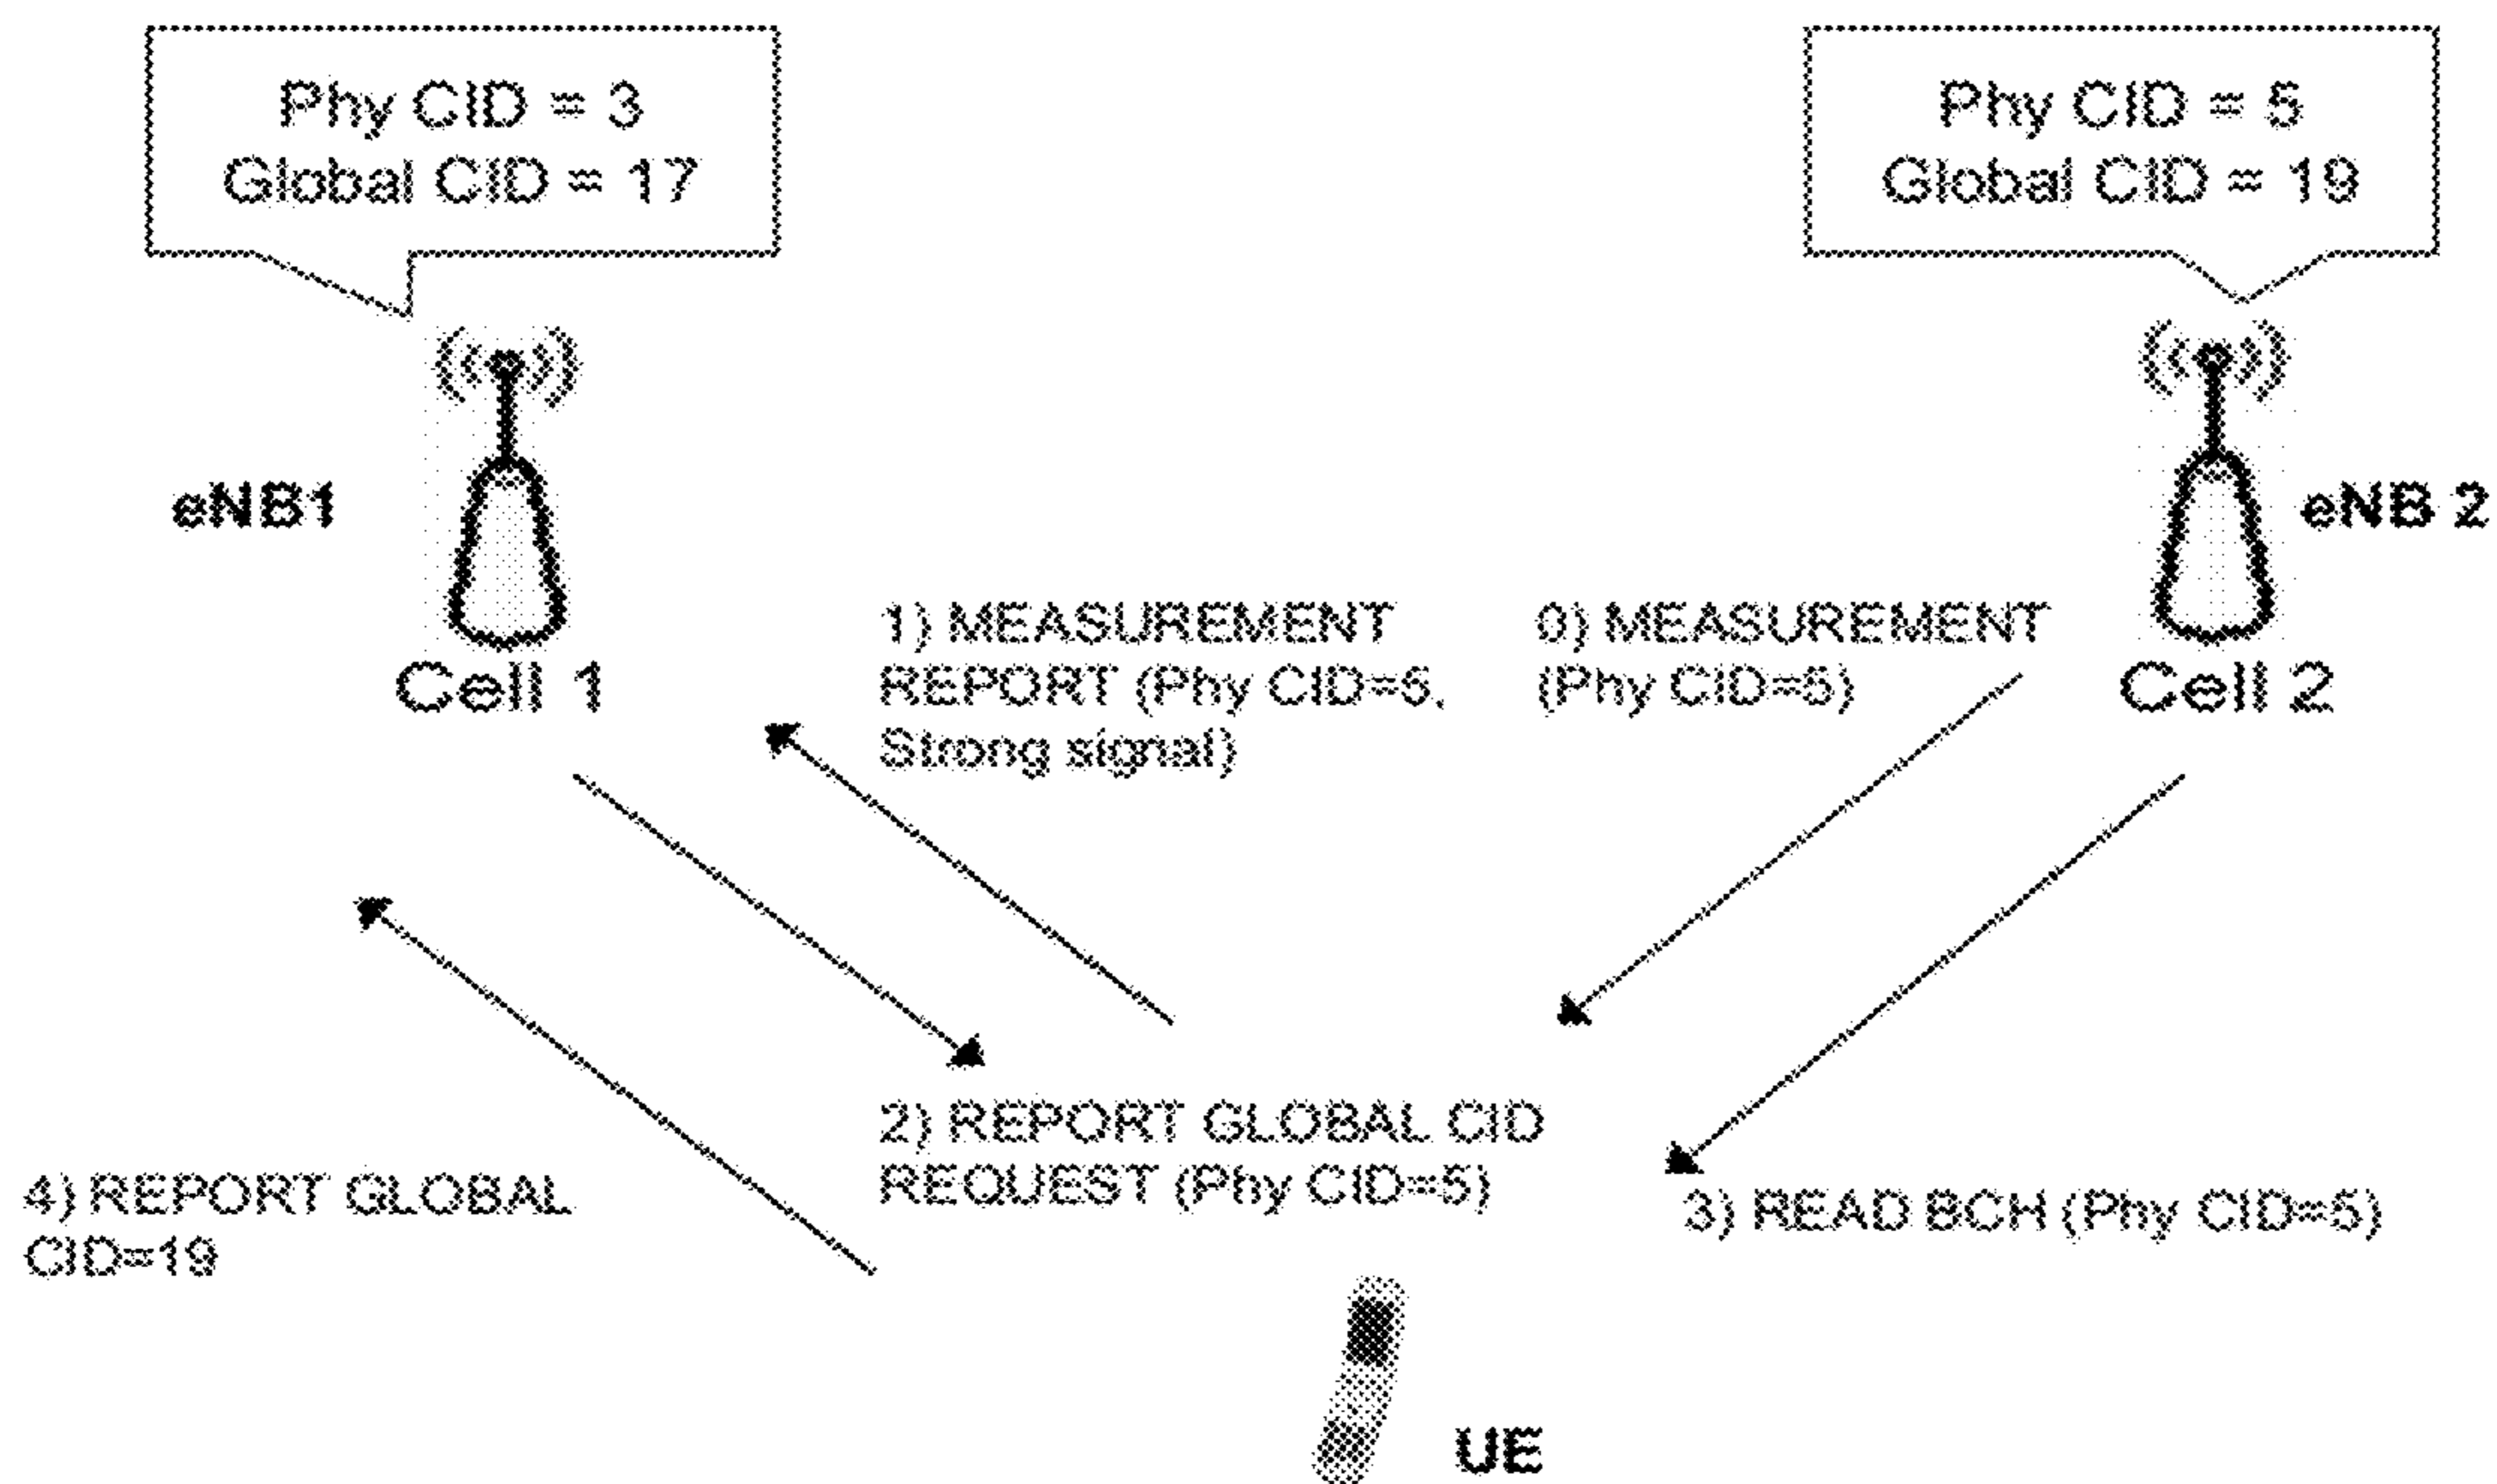 Phy CID = 3
Global CID = 17
Phy CID = 5
Global CID = 19
eNB1
eNB 2
Cell 1
Cell 2
1) MEASUREMENT
REPORT (Phy CID=5,
Strong signal)
0) MEASUREMENT
(Phy CID=5)
2) REPORT GLOBAL CID
REQUEST (Phy CID=5)
3) READ BCH (Phy CID=5)
4) REPORT GLOBAL
CID=19
UE